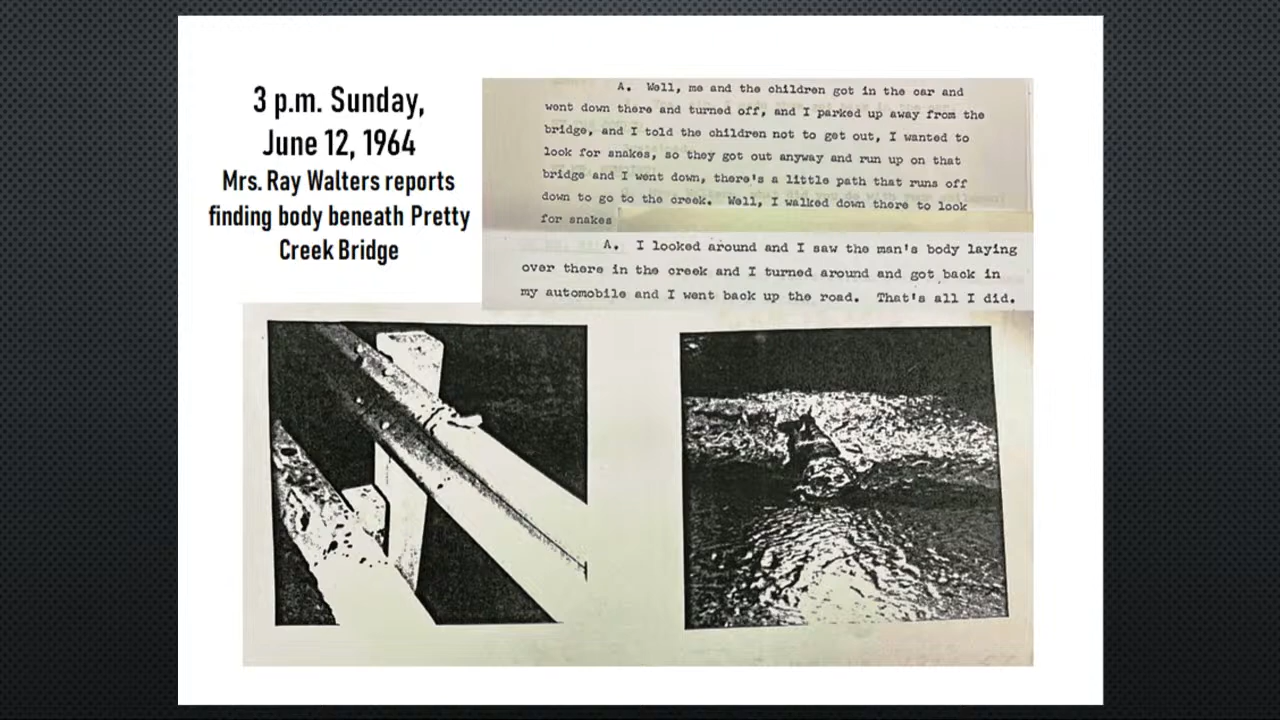 3 p.m. Sunday,
June 12, 1964
Mrs. Ray Walters reports
finding body beneath Pretty
Creek Bridge
A. Well, me and the children got in the car and
went down there and turned off, and I parked up away from the
bridge, and I told the children not to get out, I wanted to
look for snakes, so they got out anyway and run up on that
bridge and I went down, there's a little path that runs off
down to go to the creek. Well, I walked down there to look
for snakes
A. I looked around and I saw the man's body laying
over there in the creek and I turned around and got back in
my automobile and I went back up the road. That's all I did.